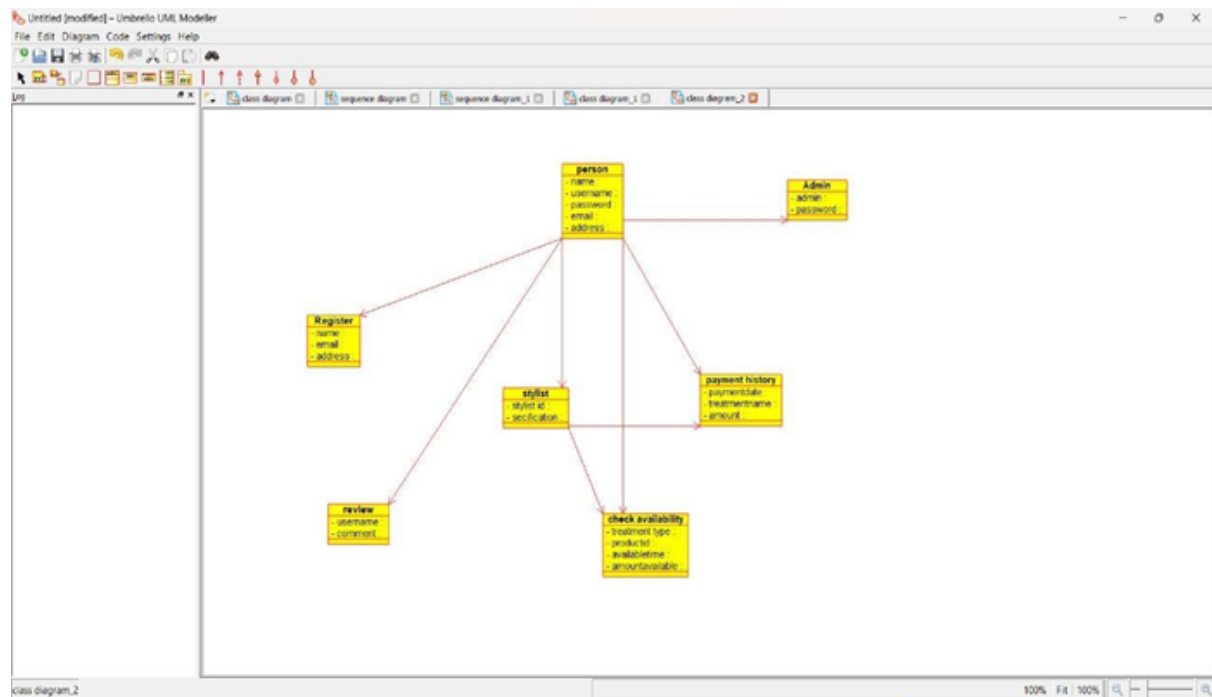 Untitled [modified] – Umbrello UML Modeller
File Edit Diagram Code Settings Help
Log
class diagram
sequence diagram
sequence diagram_1
class diagram_1
class diagram_2
person
- name
- username :
- password
- email :
- address :
Admin
- admin :
- password :
Register
- name :
- email
- address :
stylist
- stylist id :
- secification :
payment history
- paymentdate
- treatmentname :
- amount :
review
- username :
- comment :
check availability
- treatment type :
- productid
- availabletime :
- amountavailable :
class diagram_2
100% Fit 100%